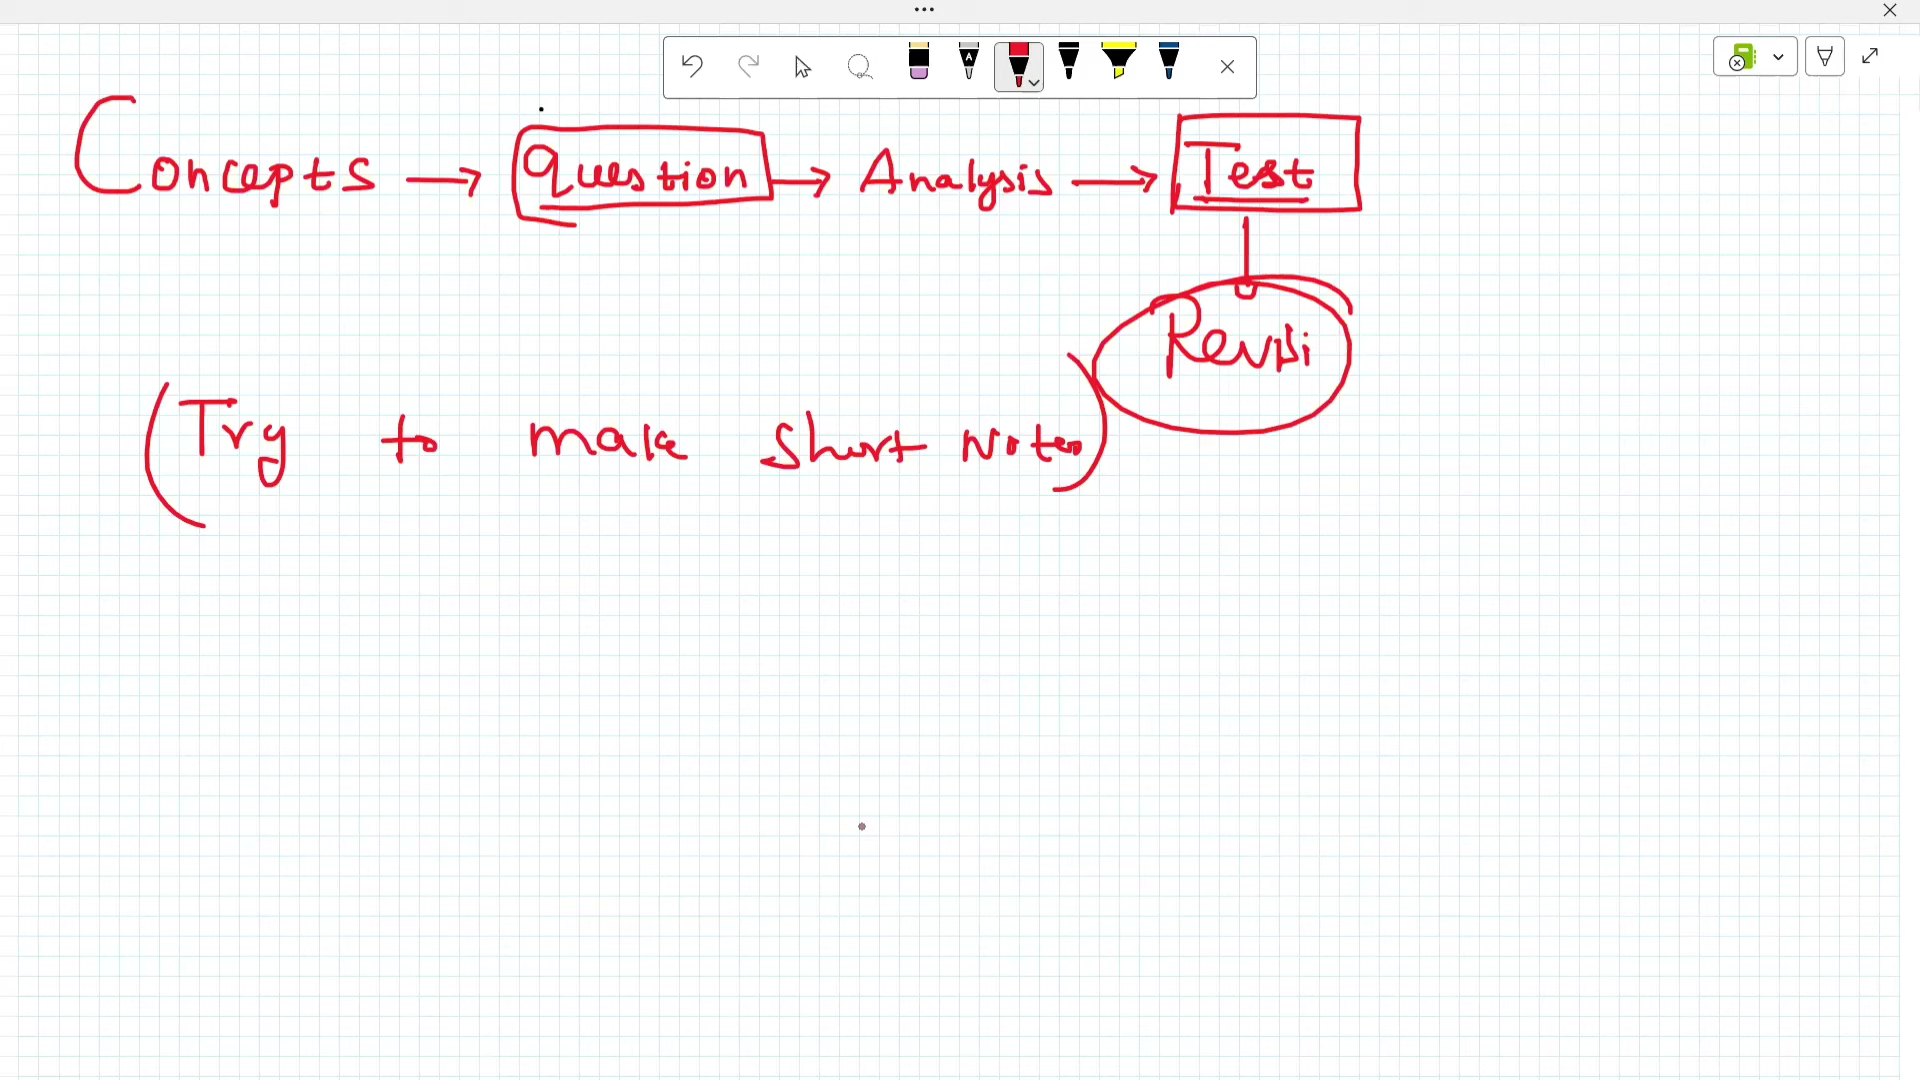 Concepts → Question → Analysis → Test
Revisi
(Try to make short Notes)